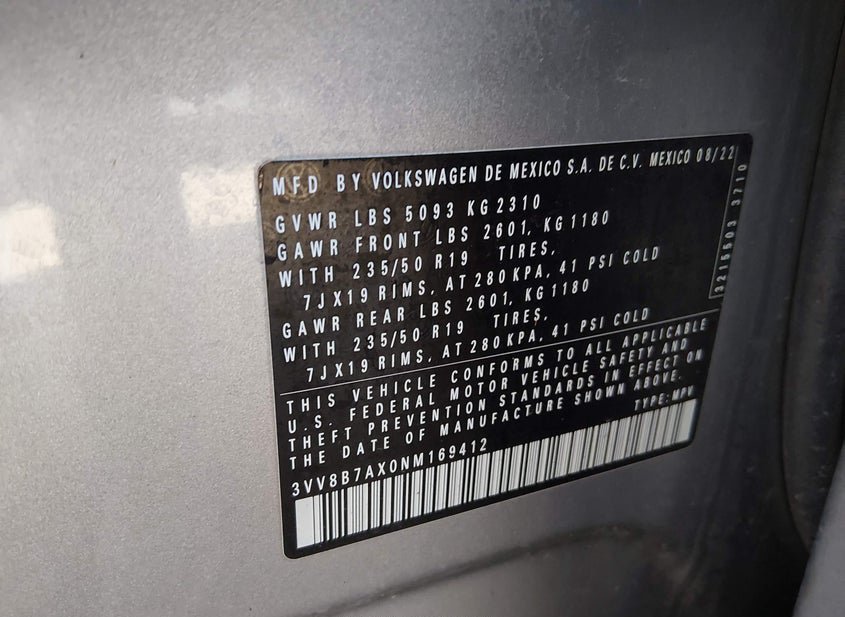 MFD BY VOLKSWAGEN DE MEXICO S.A. DE C.V. MEXICO 08/22
GVWR LBS 5093 KG 2310
GAWR FRONT LBS 2601, KG 1180
WITH 235/50 R19 TIRES,
7JX19 RIMS, AT 280 KPA, 41 PSI COLD
GAWR REAR LBS 2601, KG 1180
WITH 235/50 R19 TIRES,
7JX19 RIMS, AT 280 KPA, 41 PSI COLD
THIS VEHICLE CONFORMS TO ALL APPLICABLE
U.S. FEDERAL MOTOR VEHICLE SAFETY AND
THEFT PREVENTION STANDARDS IN EFFECT ON
THE DATE OF MANUFACTURE SHOWN ABOVE.
3VV8B7AX0NM169412 TYPE: MPV
3215503 3710